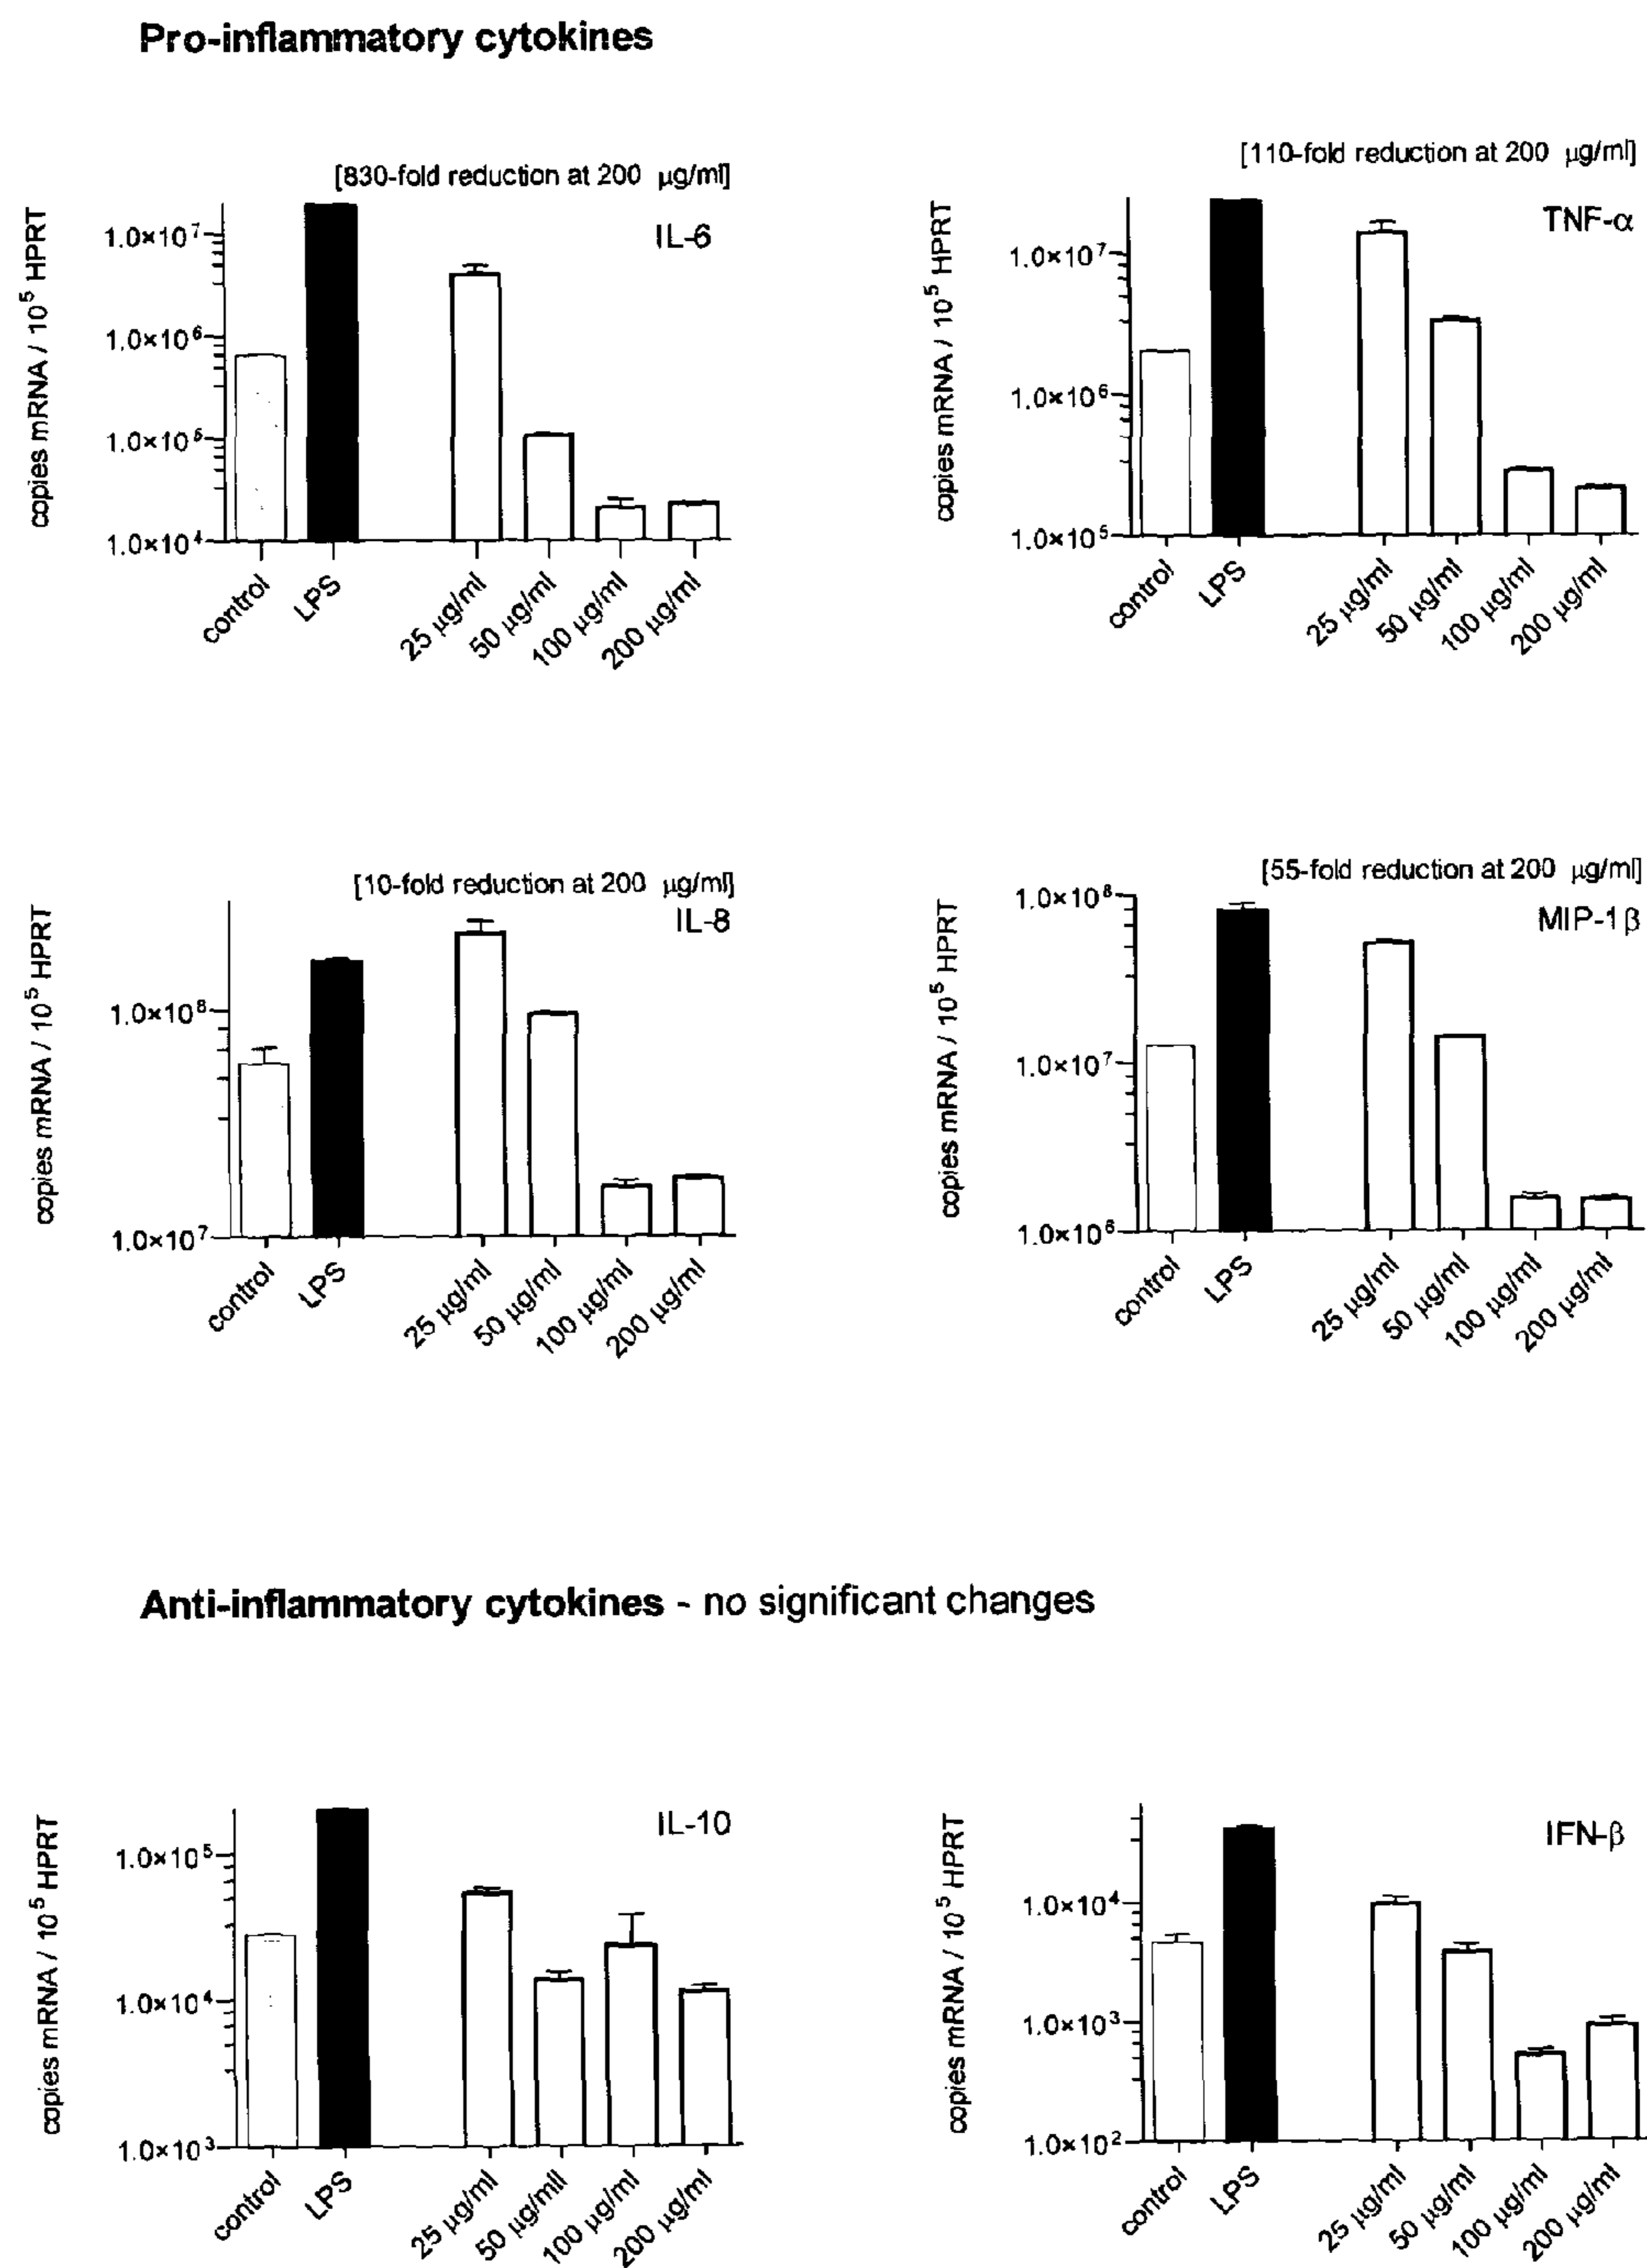 Pro-inflammatory cytokines
[830-fold reduction at 200 µg/ml]
IL-6
copies mRNA / 10⁵ HPRT
1.0×10⁷
1.0×10⁶
1.0×10⁵
1.0×10⁴
control
LPS
25 µg/ml
50 µg/ml
100 µg/ml
200 µg/ml
[110-fold reduction at 200 µg/ml]
TNF-α
copies mRNA / 10⁵ HPRT
1.0×10⁷
1.0×10⁶
1.0×10⁵
control
LPS
25 µg/ml
50 µg/ml
100 µg/ml
200 µg/ml
[10-fold reduction at 200 µg/ml]
IL-8
copies mRNA / 10⁵ HPRT
1.0×10⁸
1.0×10⁷
control
LPS
25 µg/ml
50 µg/ml
100 µg/ml
200 µg/ml
[55-fold reduction at 200 µg/ml]
MIP-1β
copies mRNA / 10⁵ HPRT
1.0×10⁸
1.0×10⁷
1.0×10⁶
control
LPS
25 µg/ml
50 µg/ml
100 µg/ml
200 µg/ml
Anti-inflammatory cytokines - no significant changes
IL-10
copies mRNA / 10⁵ HPRT
1.0×10⁵
1.0×10⁴
1.0×10³
control
LPS
25 µg/ml
50 µg/mll
100 µg/ml
200 µg/ml
IFN-β
copies mRNA / 10⁵ HPRT
1.0×10⁴
1.0×10³
1.0×10²
control
LPS
25 µg/ml
50 µg/ml
100 µg/ml
200 µg/ml